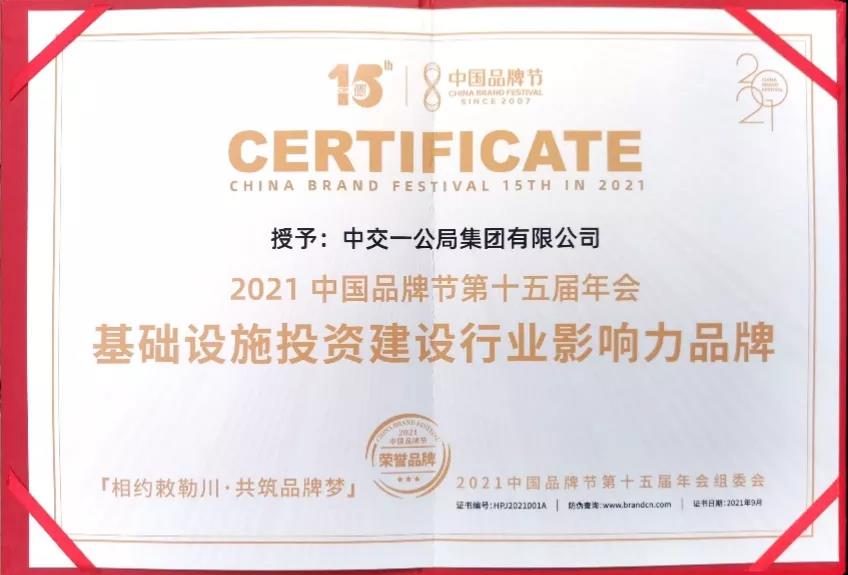 15th
中国品牌节
CHINA BRAND FESTIVAL
SINCE 2007
2021
CHINA
BRAND
FESTIVAL
CERTIFICATE
CHINA BRAND FESTIVAL 15TH IN 2021
授予：中交一公局集团有限公司
2021 中国品牌节第十五届年会
基础设施投资建设行业影响力品牌
CHINA BRAND FESTIVAL
2021
中国品牌节
荣誉品牌
『相约敕勒川·共筑品牌梦』
2021中国品牌节第十五届年会组委会
证书编号：HPJ2021001A | 防伪查询：www.brandcn.com | 证书日期：2021年9月